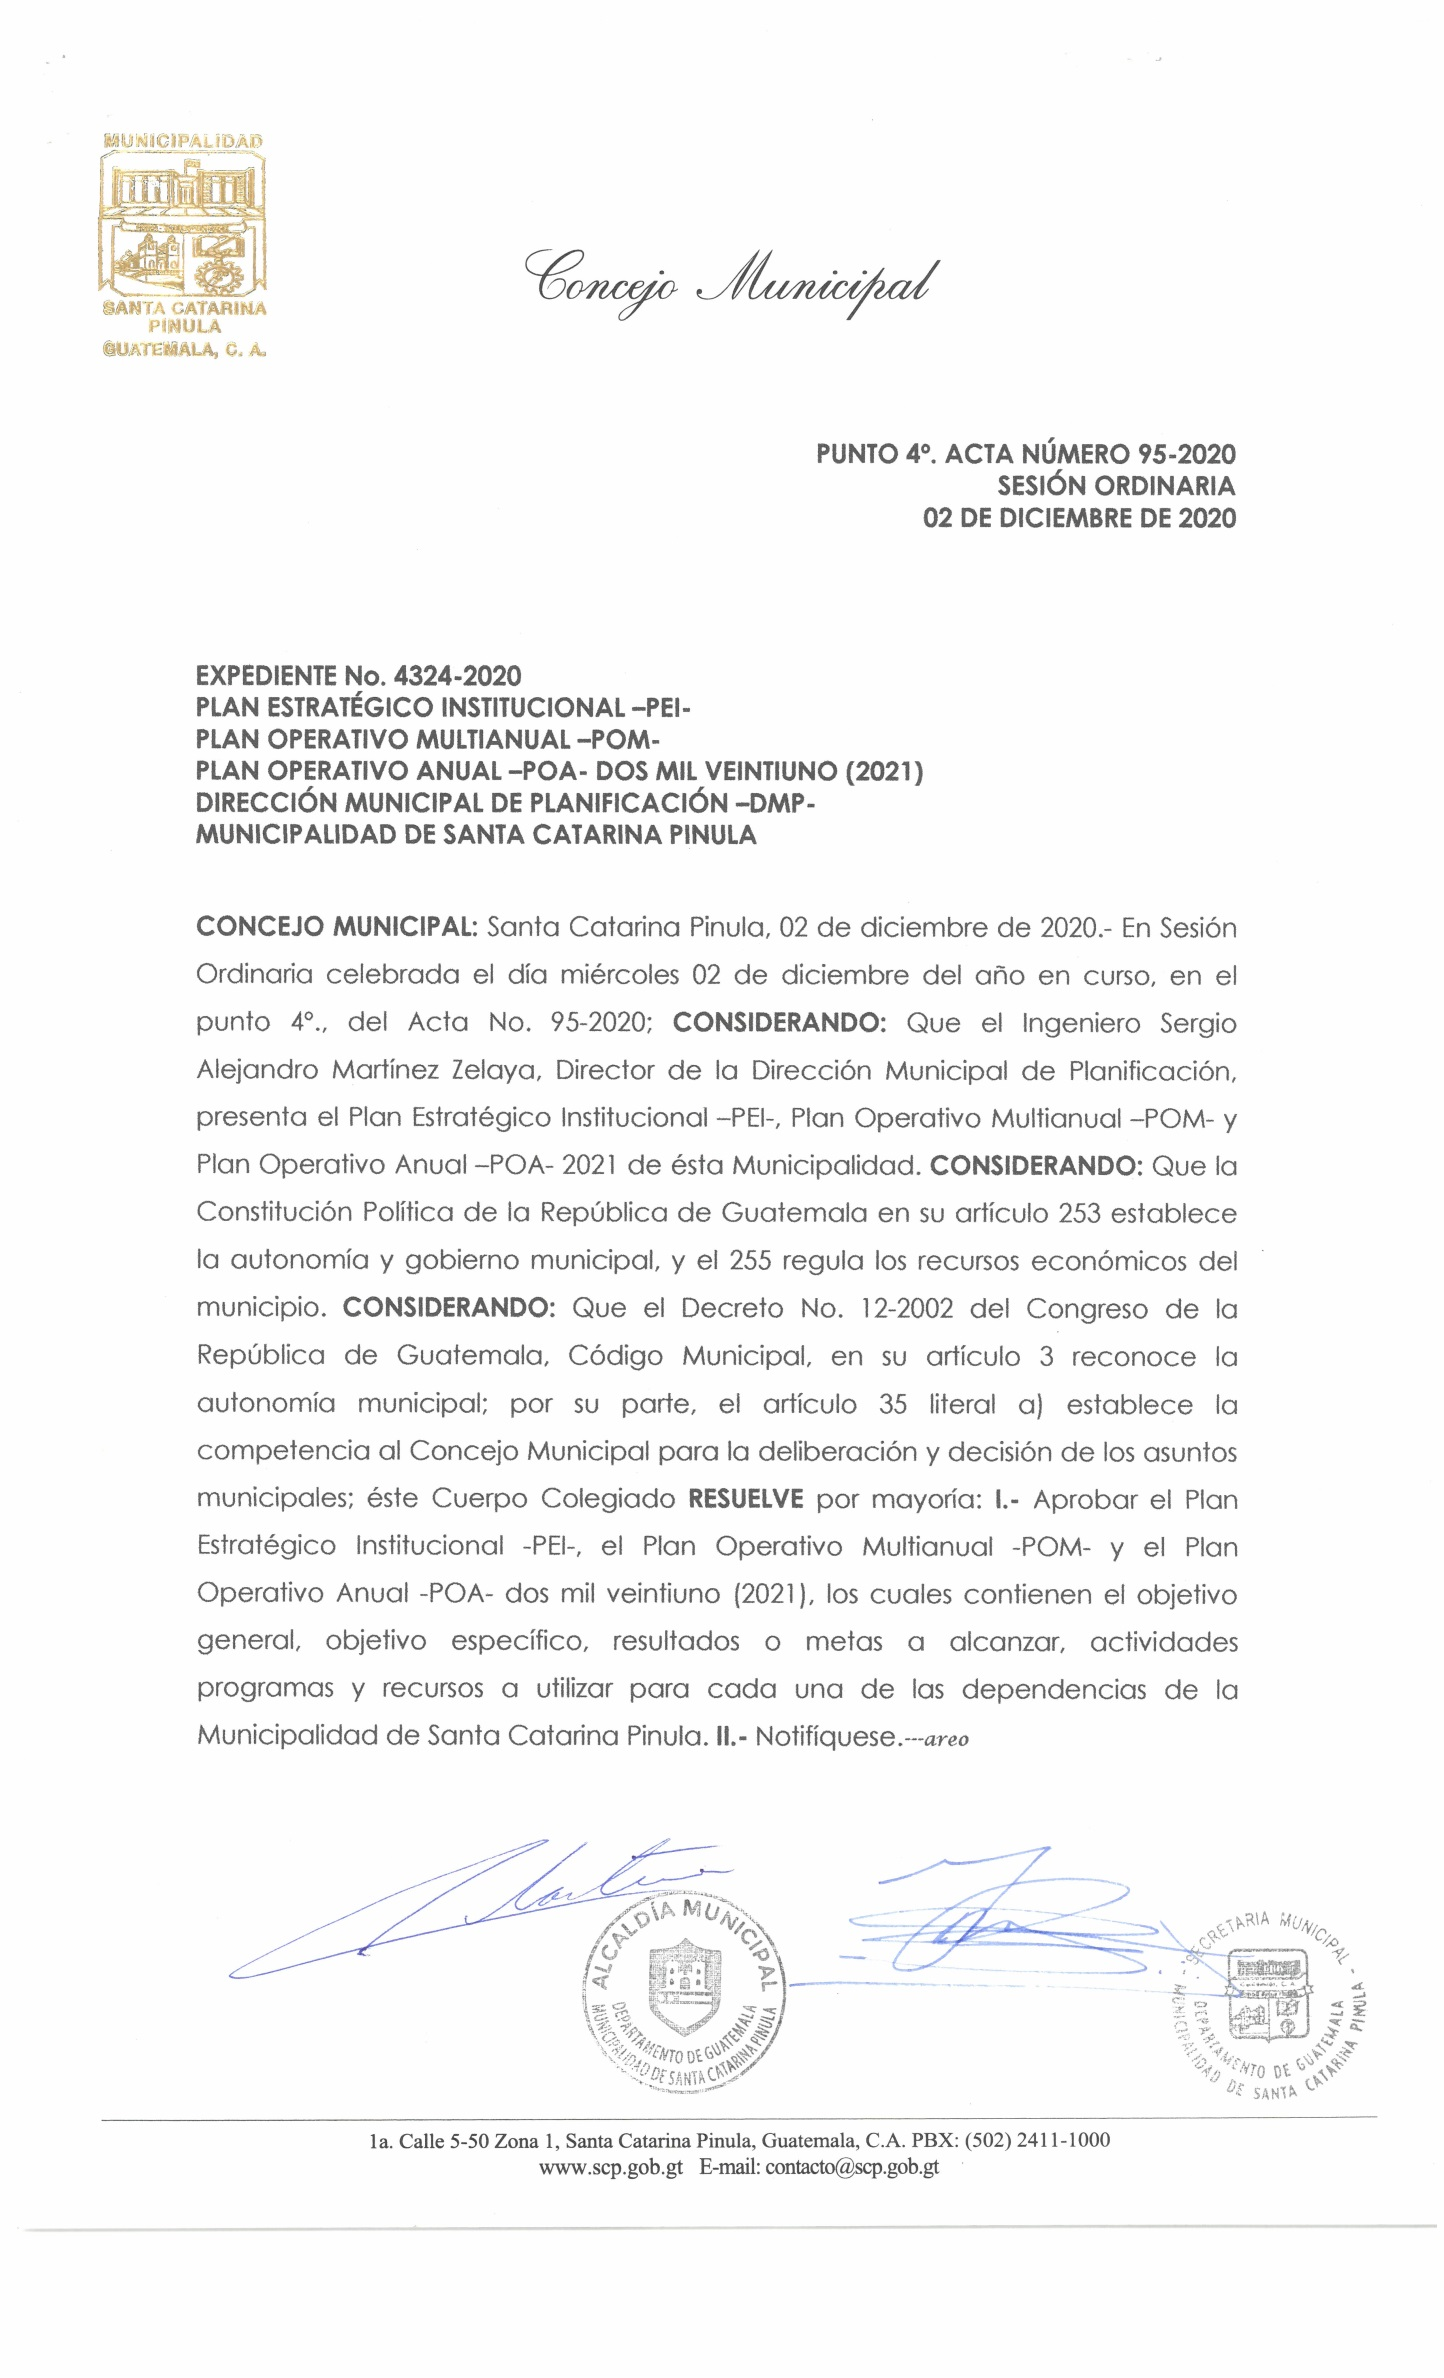 MUNICIPALIDAD
SANTA CATARINA
PINULA
GUATEMALA, C. A.
Concejo Municipal
PUNTO 4º. ACTA NÚMERO 95-2020
SESIÓN ORDINARIA
02 DE DICIEMBRE DE 2020
EXPEDIENTE No. 4324-2020
PLAN ESTRATÉGICO INSTITUCIONAL –PEI-
PLAN OPERATIVO MULTIANUAL –POM-
PLAN OPERATIVO ANUAL –POA- DOS MIL VEINTIUNO (2021)
DIRECCIÓN MUNICIPAL DE PLANIFICACIÓN –DMP-
MUNICIPALIDAD DE SANTA CATARINA PINULA
CONCEJO MUNICIPAL: Santa Catarina Pinula, 02 de diciembre de 2020.- En Sesión
Ordinaria celebrada el día miércoles 02 de diciembre del año en curso, en el
punto 4º., del Acta No. 95-2020; CONSIDERANDO: Que el Ingeniero Sergio
Alejandro Martínez Zelaya, Director de la Dirección Municipal de Planificación,
presenta el Plan Estratégico Institucional –PEI-, Plan Operativo Multianual –POM- y
Plan Operativo Anual –POA- 2021 de ésta Municipalidad. CONSIDERANDO: Que la
Constitución Política de la República de Guatemala en su artículo 253 establece
la autonomía y gobierno municipal, y el 255 regula los recursos económicos del
municipio. CONSIDERANDO: Que el Decreto No. 12-2002 del Congreso de la
República de Guatemala, Código Municipal, en su artículo 3 reconoce la
autonomía municipal; por su parte, el artículo 35 literal a) establece la
competencia al Concejo Municipal para la deliberación y decisión de los asuntos
municipales; éste Cuerpo Colegiado RESUELVE por mayoría: I.- Aprobar el Plan
Estratégico Institucional -PEI-, el Plan Operativo Multianual -POM- y el Plan
Operativo Anual -POA- dos mil veintiuno (2021), los cuales contienen el objetivo
general, objetivo específico, resultados o metas a alcanzar, actividades
programas y recursos a utilizar para cada una de las dependencias de la
Municipalidad de Santa Catarina Pinula. II.- Notifíquese.---areo
ALCALDÍA MUNICIPAL
DEPARTAMENTO DE GUATEMALA
MUNICIPALIDAD DE SANTA CATARINA PINULA
SECRETARIA MUNICIPAL
DEPARTAMENTO DE GUATEMALA
MUNICIPALIDAD DE SANTA CATARINA PINULA
1a. Calle 5-50 Zona 1, Santa Catarina Pinula, Guatemala, C.A. PBX: (502) 2411-1000
www.scp.gob.gt E-mail: contacto@scp.gob.gt